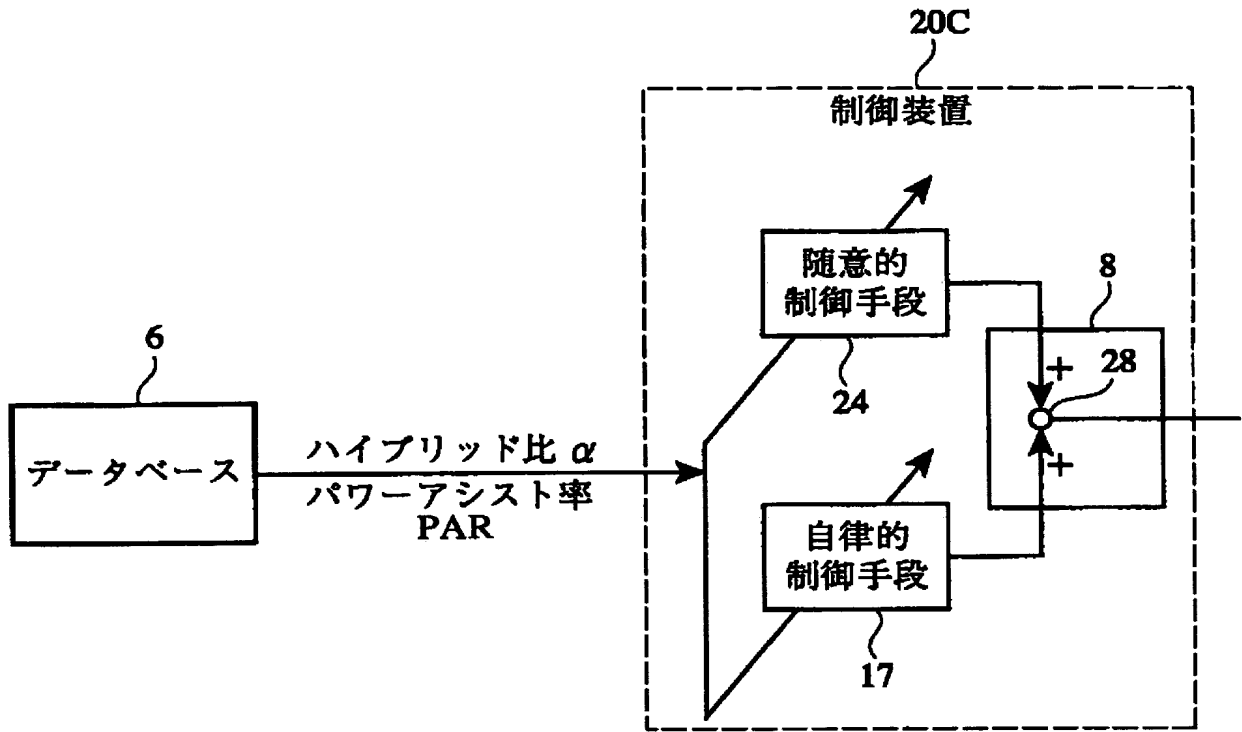 20C
制御装置
随意的
制御手段
24
8
+
28
6
データベース
ハイブリッド比 α
パワーアシスト率
PAR
+
自律的
制御手段
17